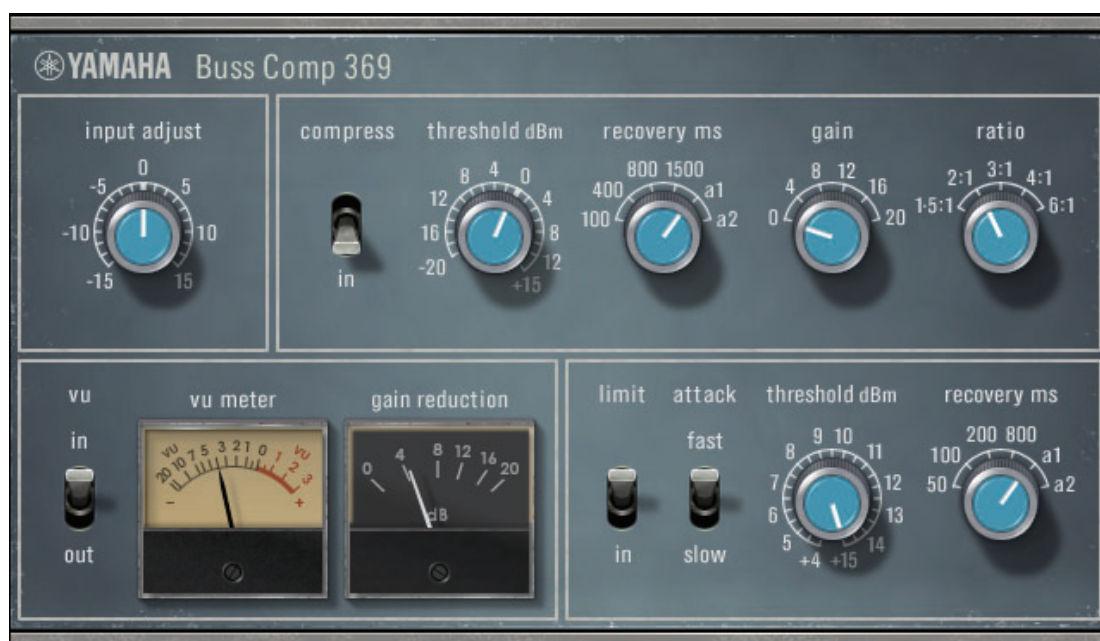 YAMAHA Buss Comp 369
input adjust
0
-5 5
-10 10
-15 15
compress
in
threshold dBm
4 0
8 4
12
16 8
-20 12
+15
recovery ms
800 1500
400 a1
100 a2
gain
8 12
4 16
0 20
ratio
3:1
2:1 4:1
1·5:1 6:1
vu
in
out
vu meter
VU VU
20 10 7 5 3 2 1 0 1 2 3
- +
gain reduction
0 4 8 12 16 20
dB
limit
in
attack
fast
slow
threshold dBm
9 10
8 11
7 12
6 13
5 14
+4 +15
recovery ms
200 800
100 a1
50 a2